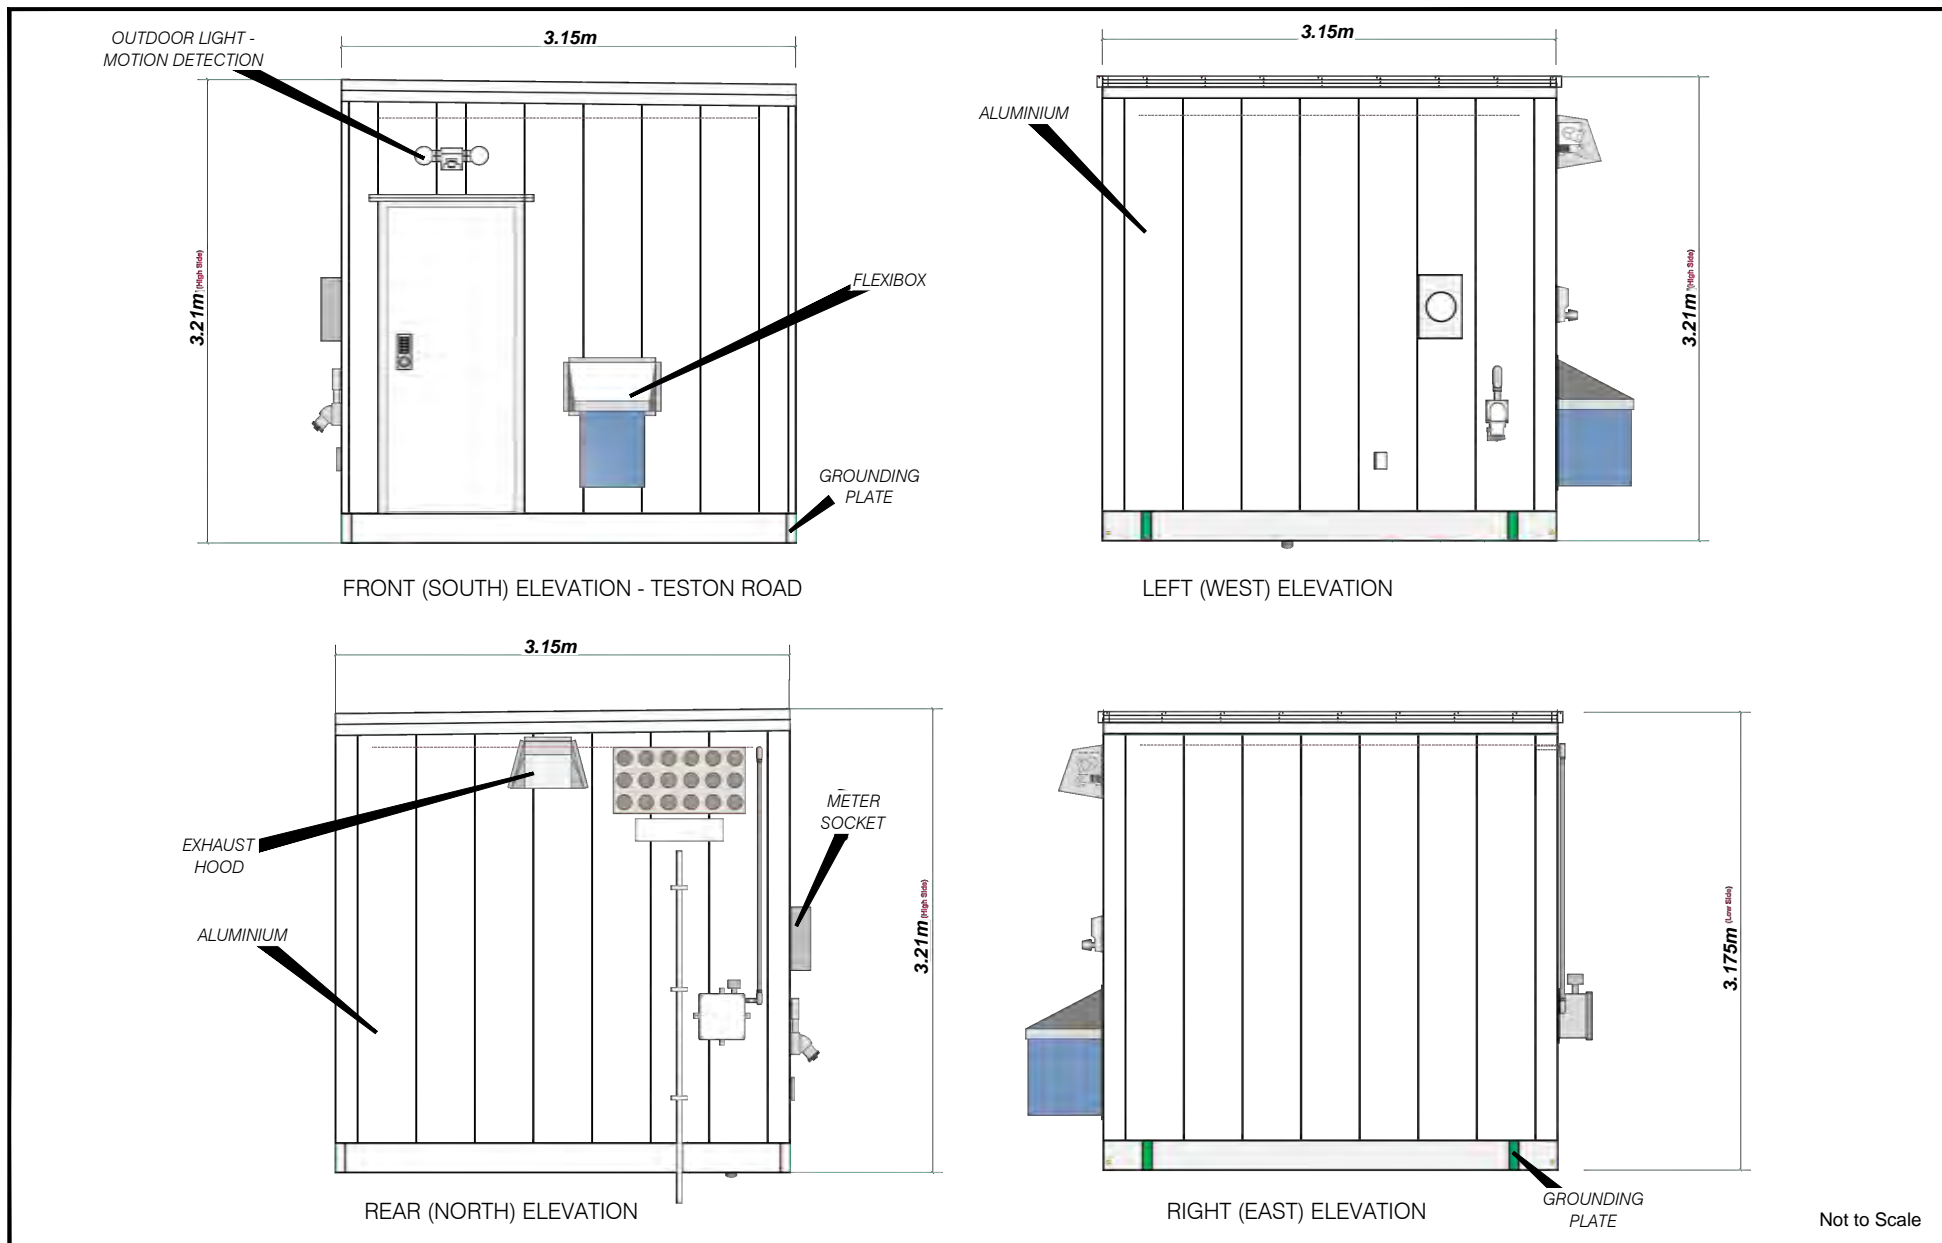 OUTDOOR LIGHT -
MOTION DETECTION
3.15m
3.21m (High Side)
FLEXIBOX
GROUNDING
PLATE
FRONT (SOUTH) ELEVATION - TESTON ROAD
3.15m
ALUMINIUM
3.21m (High Side)
LEFT (WEST) ELEVATION
3.15m
EXHAUST
HOOD
ALUMINIUM
METER
SOCKET
3.21m (High Side)
REAR (NORTH) ELEVATION
3.175m (Low Side)
GROUNDING
PLATE
RIGHT (EAST) ELEVATION
Not to Scale